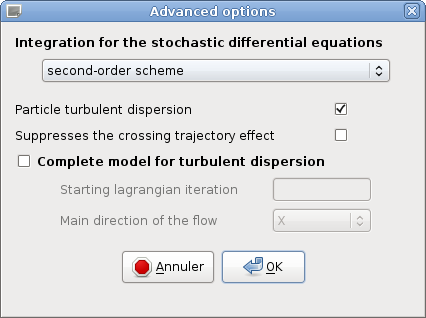 Advanced options
Integration for the stochastic differential equations
second-order scheme
Particle turbulent dispersion
Suppresses the crossing trajectory effect
Complete model for turbulent dispersion
Starting lagrangian iteration
Main direction of the flow X
Annuler OK